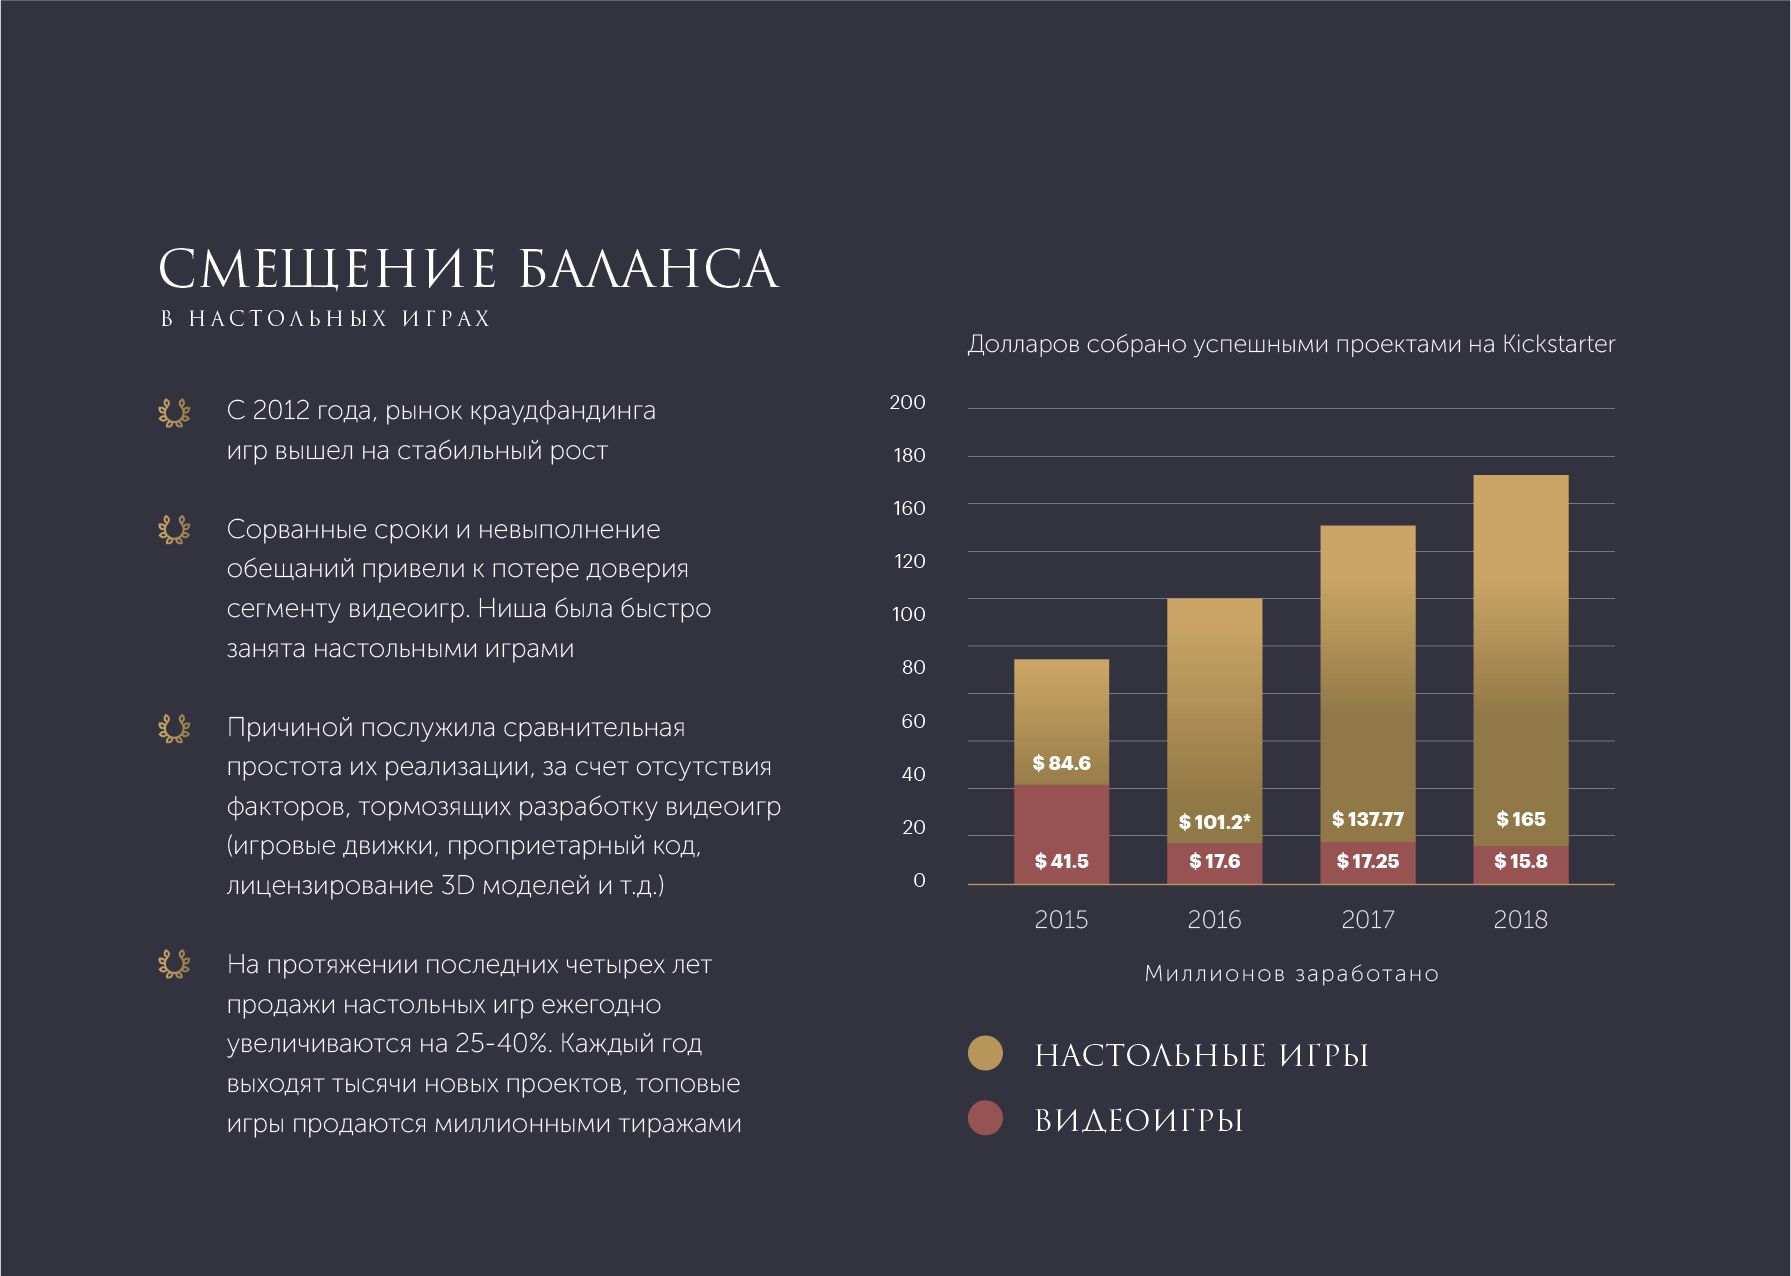 СМЕЩЕНИЕ БАЛАНСА
В НАСТОЛЬНЫХ ИГРАХ
С 2012 года, рынок краудфандинга
игр вышел на стабильный рост
Сорванные сроки и невыполнение
обещаний привели к потере доверия
сегменту видеоигр. Ниша была быстро
занята настольными играми
Причиной послужила сравнительная
простота их реализации, за счет отсутствия
факторов, тормозящих разработку видеоигр
(игровые движки, проприетарный код,
лицензирование 3D моделей и т.д.)
На протяжении последних четырех лет
продажи настольных игр ежегодно
увеличиваются на 25-40%. Каждый год
выходят тысячи новых проектов, топовые
игры продаются миллионными тиражами
Долларов собрано успешными проектами на Kickstarter
200
180
160
120
100
80
60
40
20
0
$ 84.6
$ 101.2*
$ 137.77
$ 165
$ 41.5
$ 17.6
$ 17.25
$ 15.8
2015
2016
2017
2018
Миллионов заработано
НАСТОЛЬНЫЕ ИГРЫ
ВИДЕОИГРЫ